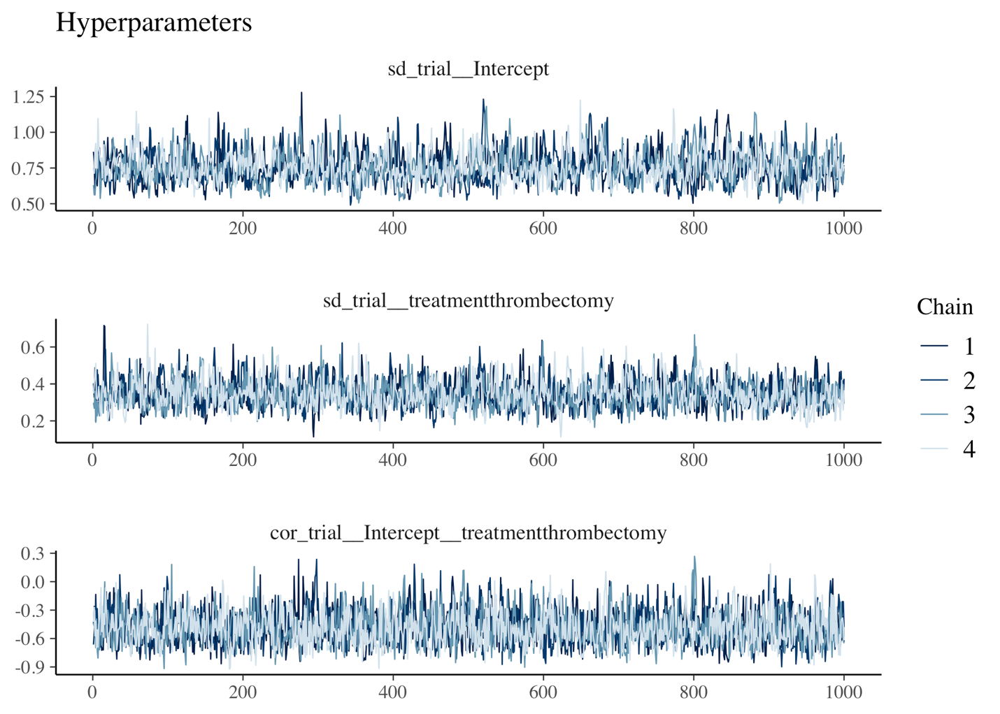 Hyperparameters
sd_trial__Intercept
1.25
1.00
0.75
0.50
0 200 400 600 800 1000
sd_trial__treatmentthrombectomy
0.6
0.4
0.2
0 200 400 600 800 1000
cor_trial__Intercept__treatmentthrombectomy
0.3
0.0
-0.3
-0.6
-0.9
0 200 400 600 800 1000
Chain
1
2
3
4